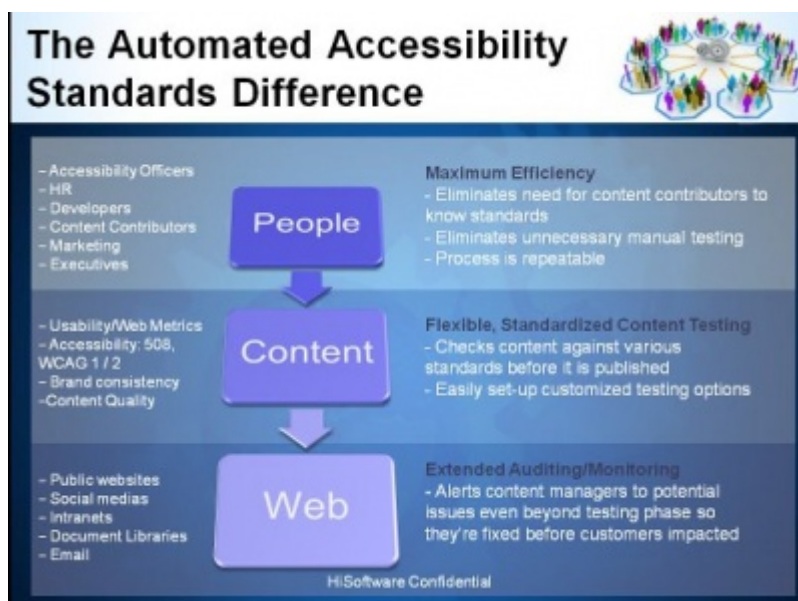 The Automated Accessibility
Standards Difference
– Accessibility Officers
– HR
– Developers
– Content Contributors
– Marketing
– Executives
People
Maximum Efficiency
- Eliminates need for content contributors to
know standards
- Eliminates unnecessary manual testing
- Process is repeatable
– Usability/Web Metrics
– Accessibility: 508,
WCAG 1 / 2
– Brand consistency
-Content Quality
Content
Flexible, Standardized Content Testing
- Checks content against various
standards before it is published
- Easily set-up customized testing options
– Public websites
– Social medias
– Intranets
– Document Libraries
– Email
Web
Extended Auditing/Monitoring
- Alerts content managers to potential
issues even beyond testing phase so
they're fixed before customers impacted
HiSoftware Confidential